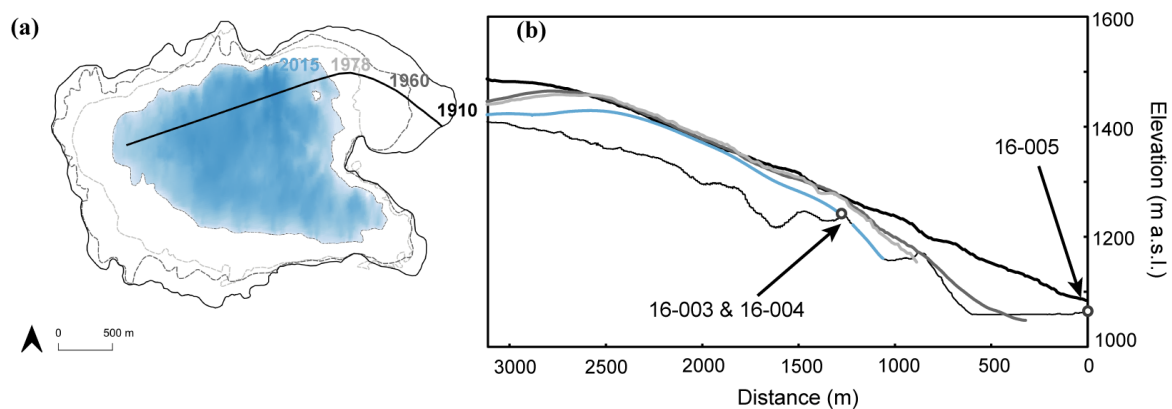 (a)
2015 1978
1960
1910
0 500 m
(b)
1600
1400
1200
1000
Elevation (m a.s.l.)
16-005
16-003 & 16-004
3000 2500 2000 1500 1000 500 0
Distance (m)